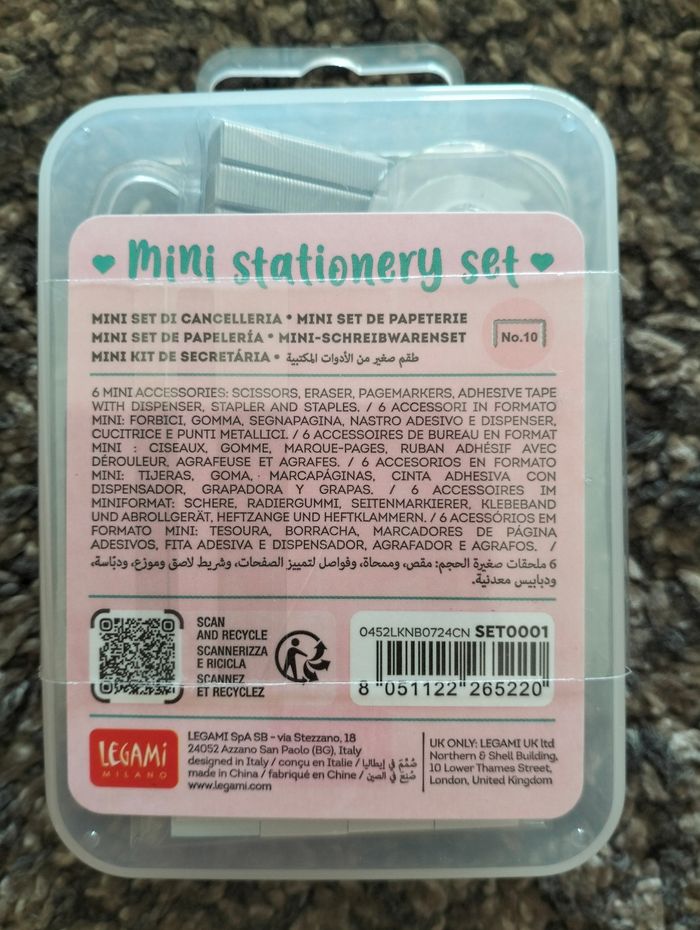 mini stationery set
MINI SET DI CANCELLERIA • MINI SET DE PAPETERIE
MINI SET DE PAPELERÍA • MINI-SCHREIBWARENSET
MINI KIT DE SECRETÁRIA • طقم صغير من الأدوات المكتبية
No.10
6 MINI ACCESSORIES: SCISSORS, ERASER, PAGEMARKERS, ADHESIVE TAPE
WITH DISPENSER, STAPLER AND STAPLES. / 6 ACCESSORI IN FORMATO
MINI: FORBICI, GOMMA, SEGNAPAGINA, NASTRO ADESIVO E DISPENSER,
CUCITRICE E PUNTI METALLICI. / 6 ACCESSOIRES DE BUREAU EN FORMAT
MINI : CISEAUX, GOMME, MARQUE-PAGES, RUBAN ADHÉSIF AVEC
DÉROULEUR, AGRAFEUSE ET AGRAFES. / 6 ACCESORIOS EN FORMATO
MINI: TIJERAS, GOMA, MARCAPÁGINAS, CINTA ADHESIVA CON
DISPENSADOR, GRAPADORA Y GRAPAS. / 6 ACCESSOIRES IM
MINIFORMAT: SCHERE, RADIERGUMMI, SEITENMARKIERER, KLEBEBAND
UND ABROLLGERÄT, HEFTZANGE UND HEFTKLAMMERN. / 6 ACESSÓRIOS EM
FORMATO MINI: TESOURA, BORRACHA, MARCADORES DE PÁGINA
ADESIVOS, FITA ADESIVA E DISPENSADOR, AGRAFADOR E AGRAFOS. /
6 ملحقات صغيرة الحجم: مقص، وممحاة، وفواصل لتمييز الصفحات، وشريط لاصق وموزع، ودبّاسة،
ودبابيس معدنية.
SCAN
AND RECYCLE
SCANNERIZZA
E RICICLA
SCANNEZ
ET RECYCLEZ
0452LKNB0724CN SET0001
8 051122 265220
LEGAMI
MILANO
LEGAMI SpA SB – via Stezzano, 18
24052 Azzano San Paolo (BG), Italy
designed in Italy / conçu en Italie / صُمّم في إيطاليا
made in China / fabriqué en Chine / صُنِعَ في الصين
www.legami.com
UK ONLY: LEGAMI UK ltd
Northern & Shell Building,
10 Lower Thames Street,
London, United Kingdom